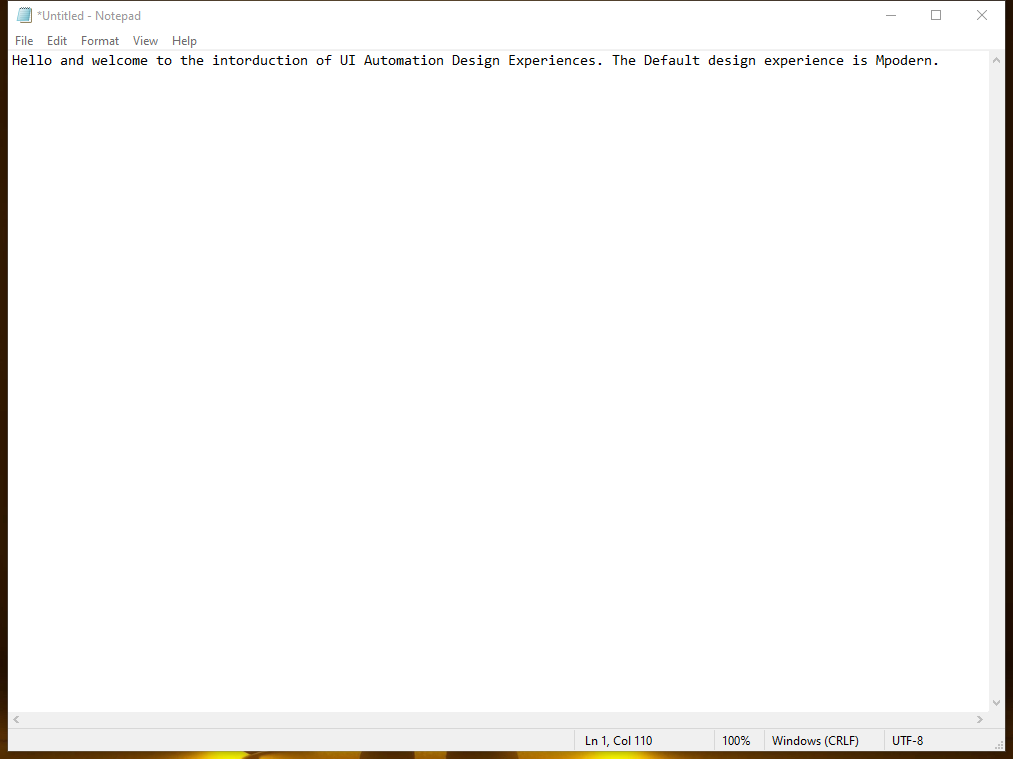 *Untitled - Notepad
File Edit Format View Help
Hello and welcome to the intorduction of UI Automation Design Experiences. The Default design experience is Mpodern.
Ln 1, Col 110 100% Windows (CRLF) UTF-8